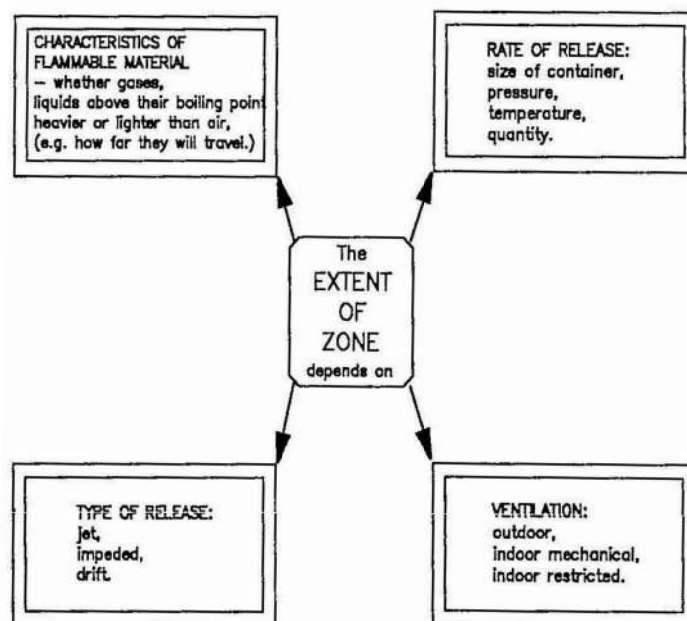 CHARACTERISTICS OF
FLAMMABLE MATERIAL
– whether gases,
liquids above their boiling point
heavier or lighter than air,
(e.g. how far they will travel.)
RATE OF RELEASE:
size of container,
pressure,
temperature,
quantity.
The
EXTENT
OF
ZONE
depends on
TYPE OF RELEASE:
jet,
impeded,
drift.
VENTILATION:
outdoor,
indoor mechanical,
indoor restricted.